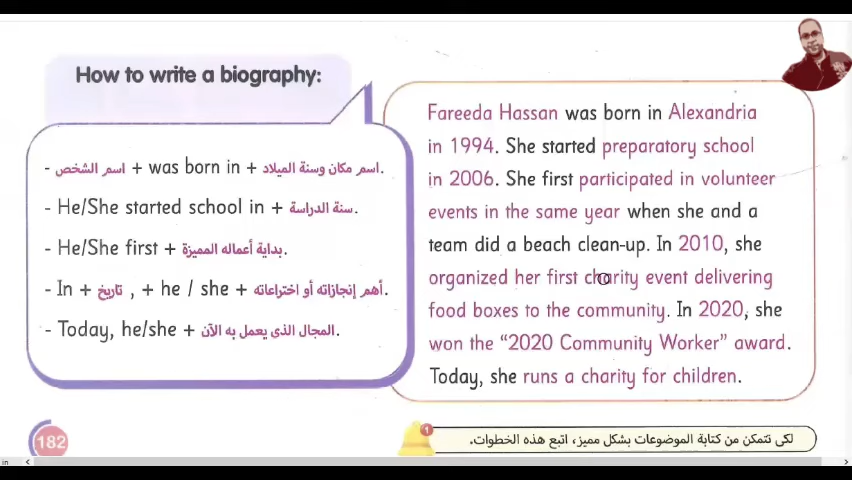 How to write a biography:
- اسم الشخص + was born in + اسم مكان وسنة الميلاد.
- He/She started school in + سنة الدراسة.
- He/She first + بداية أعماله المميزة.
- In + تاريخ , + he / she + أهم إنجازاته أو اختراعاته.
- Today, he/she + المجال الذى يعمل به الآن.
Fareeda Hassan was born in Alexandria
in 1994. She started preparatory school
in 2006. She first participated in volunteer
events in the same year when she and a
team did a beach clean-up. In 2010, she
organized her first charity event delivering
food boxes to the community. In 2020, she
won the “2020 Community Worker” award.
Today, she runs a charity for children.
182
1
لكى تتمكن من كتابة الموضوعات بشكل مميز، اتبع هذه الخطوات.
in